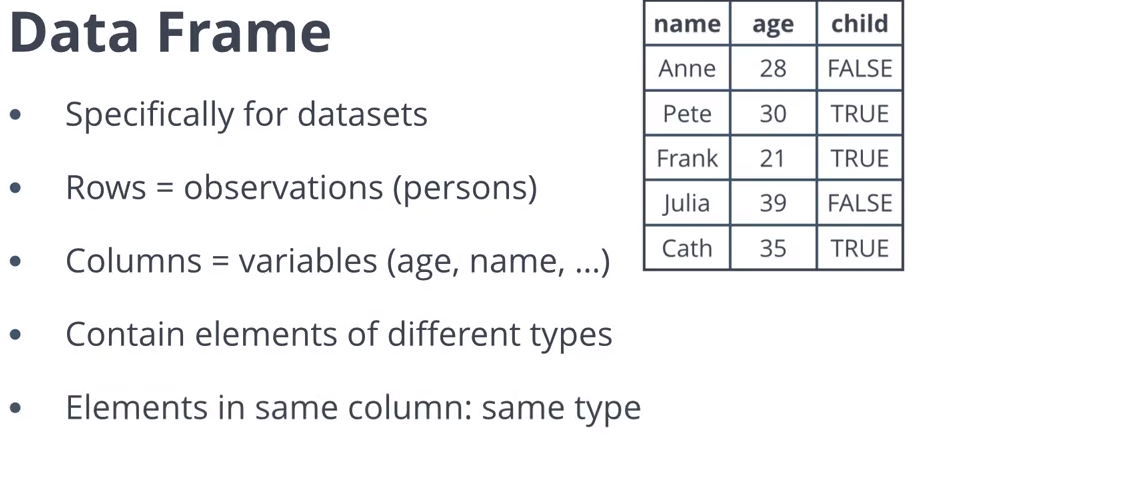 Data Frame
• Specifically for datasets
• Rows = observations (persons)
• Columns = variables (age, name, ...)
• Contain elements of different types
• Elements in same column: same type
name age child
Anne 28 FALSE
Pete 30 TRUE
Frank 21 TRUE
Julia 39 FALSE
Cath 35 TRUE